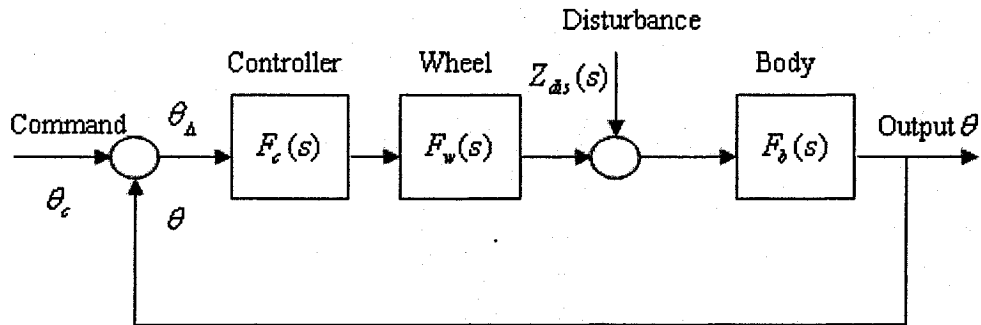 Disturbance
Controller
Wheel
Z_dis(s)
Body
Command
θ_Δ
F_c(s)
F_w(s)
F_b(s)
Output θ
θ_c
θ